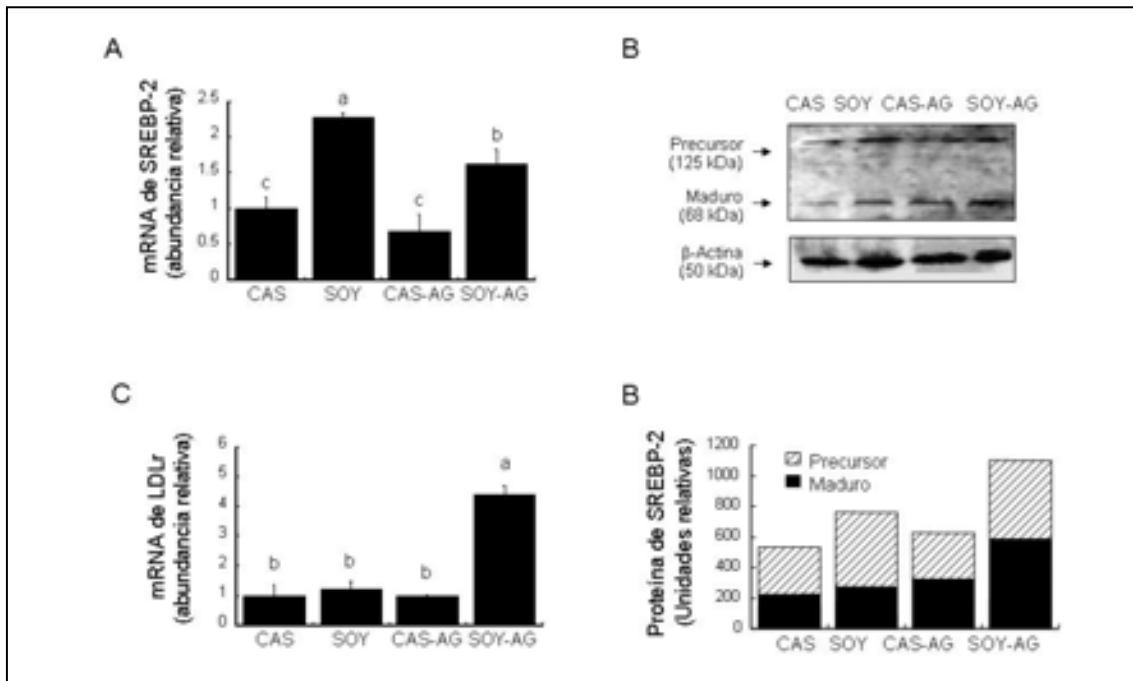 A
mRNA de SREBP-2
(abundancia relativa)
2.5
2
1.5
1
0.5
0
c
a
c
b
CAS SOY CAS-AG SOY-AG
B
CAS SOY CAS-AG SOY-AG
Precursor
(125 kDa)
Maduro
(68 kDa)
β-Actina
(50 kDa)
C
mRNA de LDLr
(abundancia relativa)
6
5
4
3
2
1
0
b
b
b
a
CAS SOY CAS-AG SOY-AG
B
Proteína de SREBP-2
(Unidades relativas)
1200
1000
800
600
400
200
0
Precursor
Maduro
CAS SOY CAS-AG SOY-AG